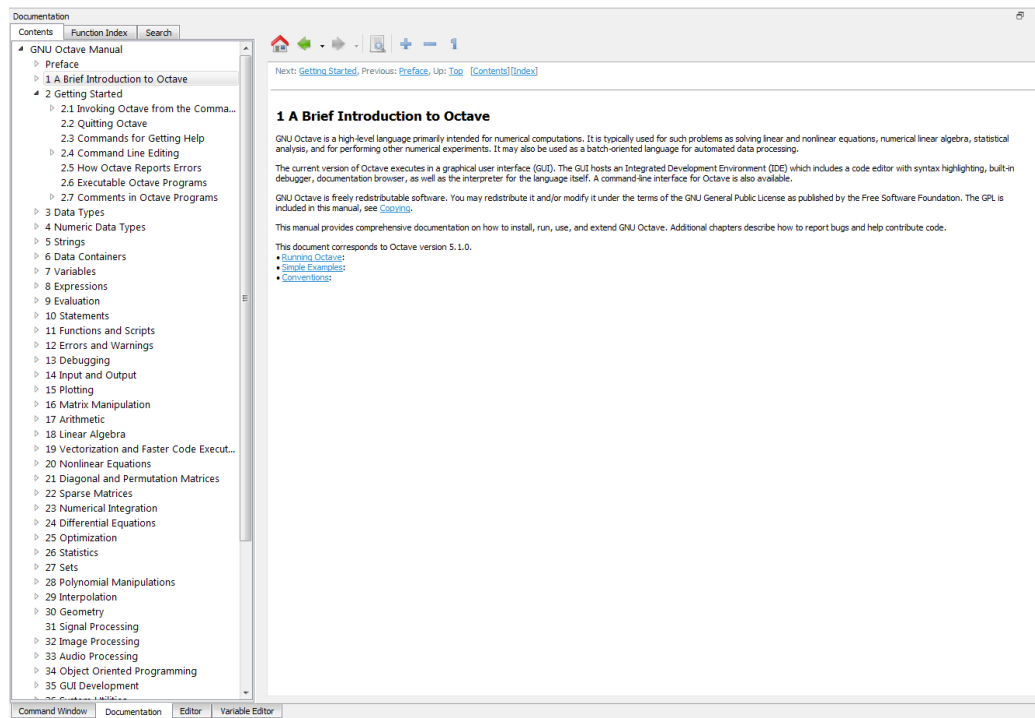 Documentation
Contents Function Index Search
GNU Octave Manual
Preface
1 A Brief Introduction to Octave
2 Getting Started
2.1 Invoking Octave from the Comma...
2.2 Quitting Octave
2.3 Commands for Getting Help
2.4 Command Line Editing
2.5 How Octave Reports Errors
2.6 Executable Octave Programs
2.7 Comments in Octave Programs
3 Data Types
4 Numeric Data Types
5 Strings
6 Data Containers
7 Variables
8 Expressions
9 Evaluation
10 Statements
11 Functions and Scripts
12 Errors and Warnings
13 Debugging
14 Input and Output
15 Plotting
16 Matrix Manipulation
17 Arithmetic
18 Linear Algebra
19 Vectorization and Faster Code Execut...
20 Nonlinear Equations
21 Diagonal and Permutation Matrices
22 Sparse Matrices
23 Numerical Integration
24 Differential Equations
25 Optimization
26 Statistics
27 Sets
28 Polynomial Manipulations
29 Interpolation
30 Geometry
31 Signal Processing
32 Image Processing
33 Audio Processing
34 Object Oriented Programming
35 GUI Development
Next: Getting Started, Previous: Preface, Up: Top [Contents][Index]
1 A Brief Introduction to Octave
GNU Octave is a high-level language primarily intended for numerical computations. It is typically used for such problems as solving linear and nonlinear equations, numerical linear algebra, statistical
analysis, and for performing other numerical experiments. It may also be used as a batch-oriented language for automated data processing.
The current version of Octave executes in a graphical user interface (GUI). The GUI hosts an Integrated Development Environment (IDE) which includes a code editor with syntax highlighting, built-in
debugger, documentation browser, as well as the interpreter for the language itself. A command-line interface for Octave is also available.
GNU Octave is freely redistributable software. You may redistribute it and/or modify it under the terms of the GNU General Public License as published by the Free Software Foundation. The GPL is
included in this manual, see Copying.
This manual provides comprehensive documentation on how to install, run, use, and extend GNU Octave. Additional chapters describe how to report bugs and help contribute code.
This document corresponds to Octave version 5.1.0.
• Running Octave:
• Simple Examples:
• Conventions:
Command Window Documentation Editor Variable Editor